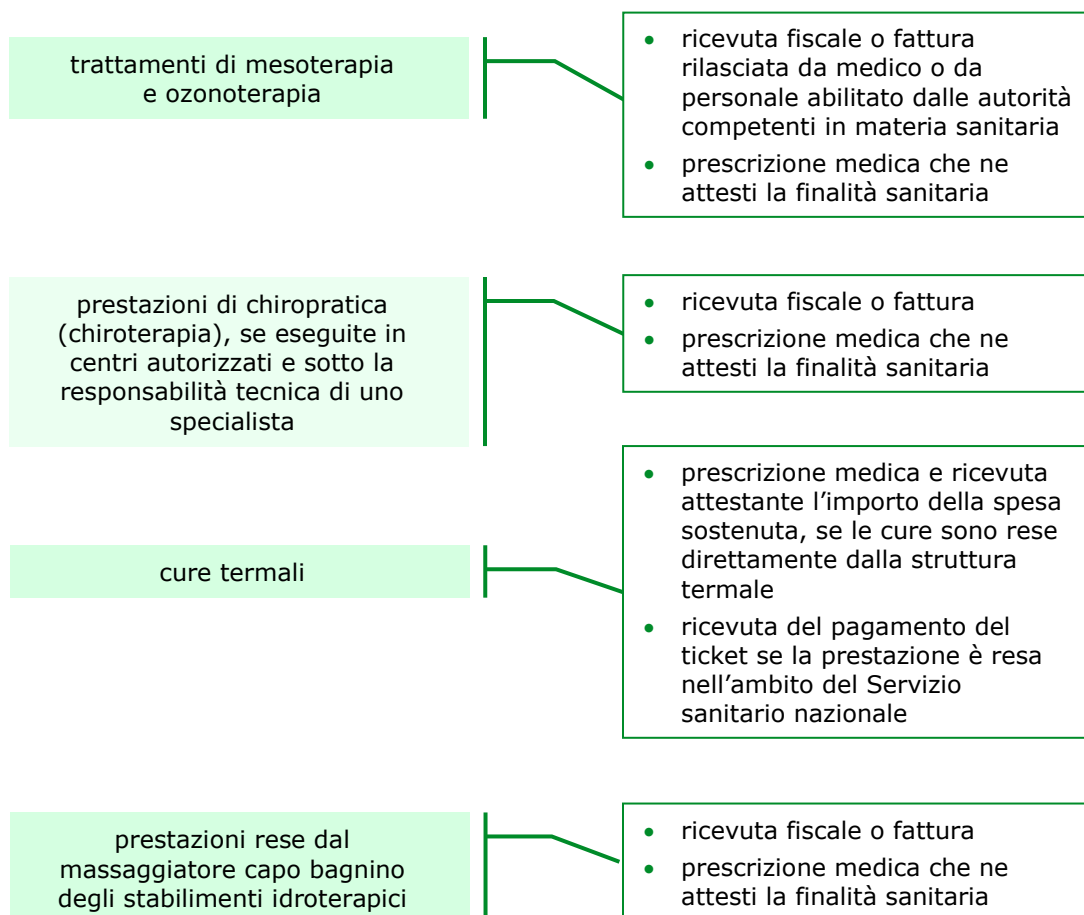 trattamenti di mesoterapia
e ozonoterapia
• ricevuta fiscale o fattura
rilasciata da medico o da
personale abilitato dalle autorità
competenti in materia sanitaria
• prescrizione medica che ne
attesti la finalità sanitaria
prestazioni di chiropratica
(chiroterapia), se eseguite in
centri autorizzati e sotto la
responsabilità tecnica di uno
specialista
• ricevuta fiscale o fattura
• prescrizione medica che ne
attesti la finalità sanitaria
cure termali
• prescrizione medica e ricevuta
attestante l’importo della spesa
sostenuta, se le cure sono rese
direttamente dalla struttura
termale
• ricevuta del pagamento del
ticket se la prestazione è resa
nell’ambito del Servizio
sanitario nazionale
prestazioni rese dal
massaggiatore capo bagnino
degli stabilimenti idroterapici
• ricevuta fiscale o fattura
• prescrizione medica che ne
attesti la finalità sanitaria